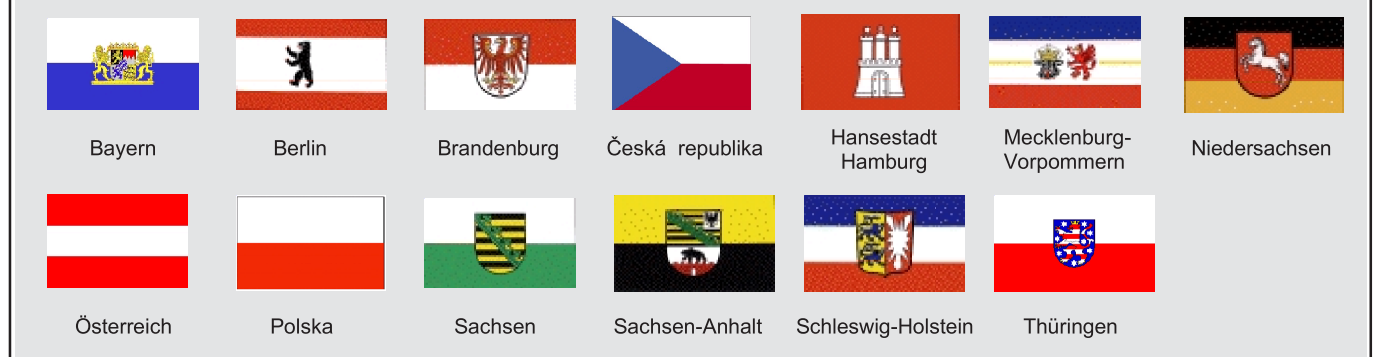 Bayern
Berlin
Brandenburg
Česká republika
Hansestadt
Hamburg
Mecklenburg-
Vorpommern
Niedersachsen
Österreich
Polska
Sachsen
Sachsen-Anhalt
Schleswig-Holstein
Thüringen